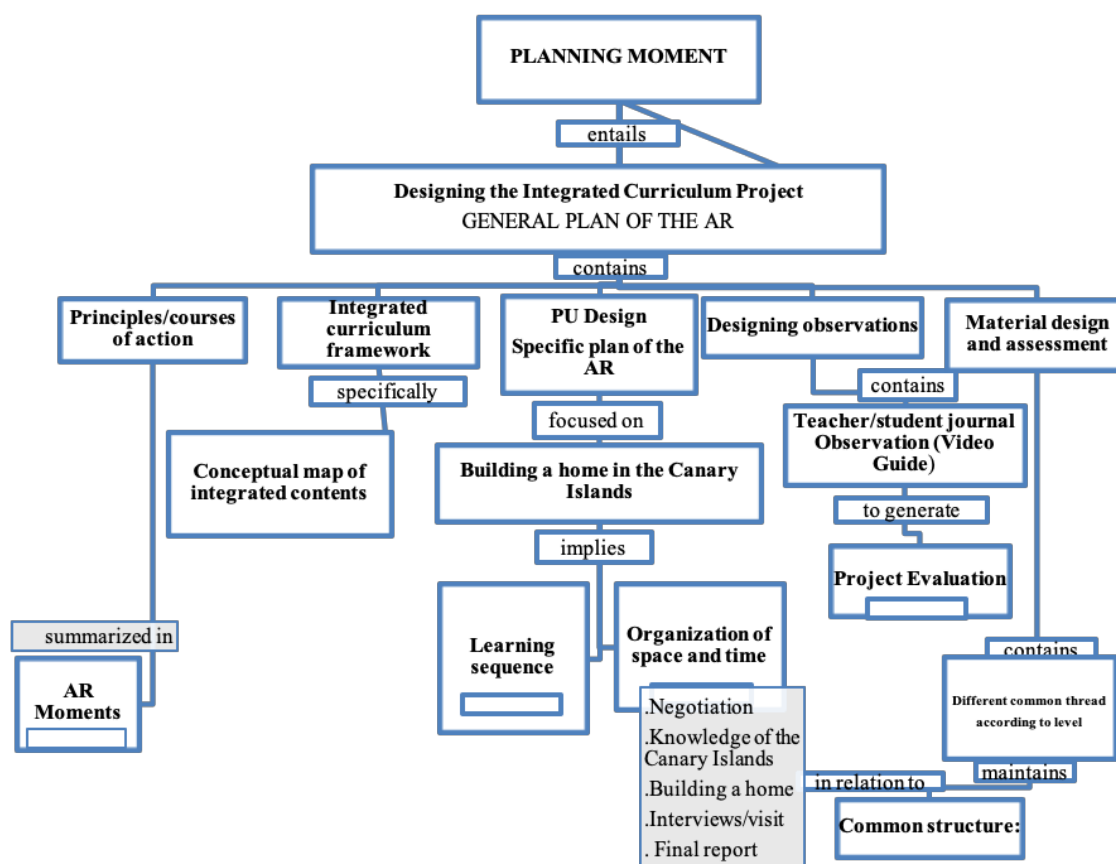 PLANNING MOMENT
entails
Designing the Integrated Curriculum Project
GENERAL PLAN OF THE AR
contains
Principles/courses
of action
Integrated
curriculum
framework
PU Design
Specific plan of the
AR
Designing observations
Material design
and assessment
specifically
focused on
contains
Conceptual map of
integrated contents
Building a home in the Canary
Islands
Teacher/student journal
Observation (Video
Guide)
to generate
implies
Project Evaluation
summarized in
AR
Moments
Learning
sequence
Organization of
space and time
.Negotiation
.Knowledge of the
Canary Islands
.Building a home
.Interviews/visit
. Final report
contains
Different common thread
according to level
maintains
in relation to
Common structure: